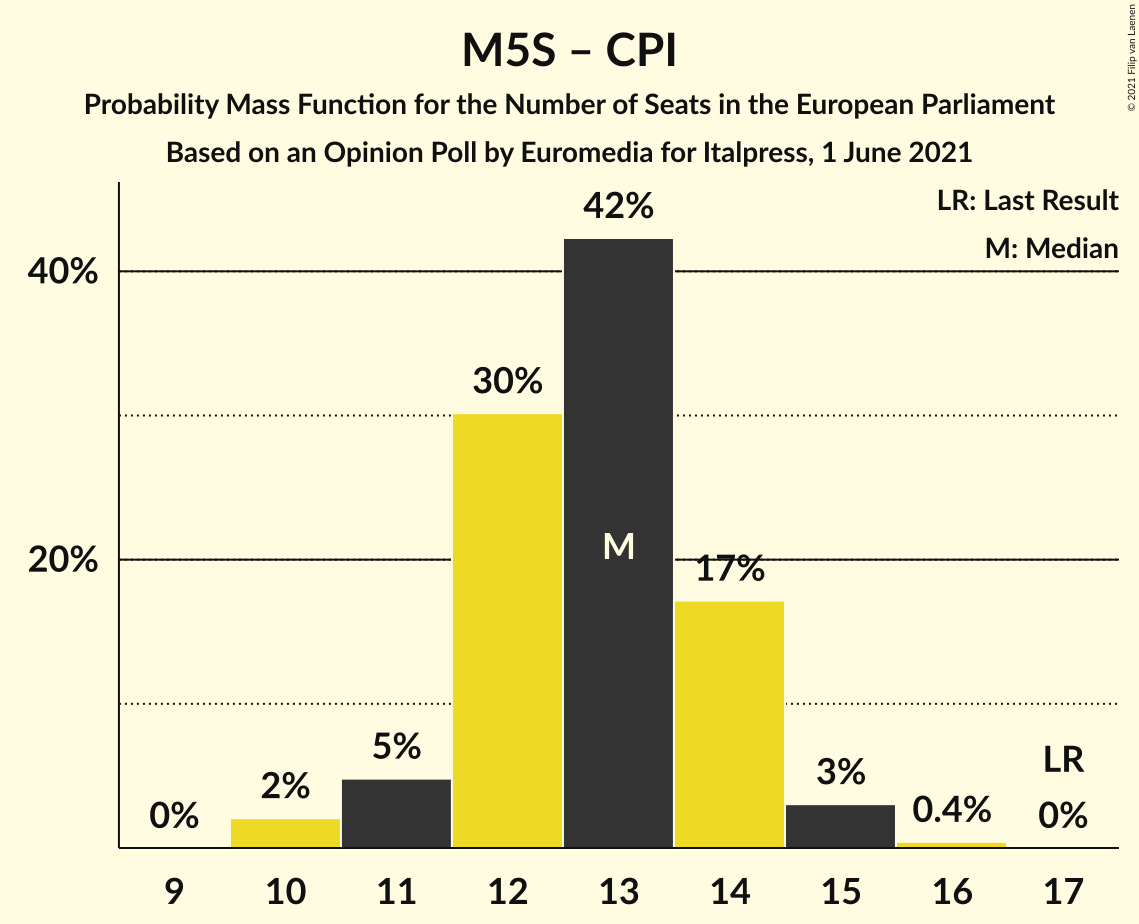 © 2021 Filip van Laenen
M5S – CPI
Probability Mass Function for the Number of Seats in the European Parliament
Based on an Opinion Poll by Euromedia for Italpress, 1 June 2021
LR: Last Result
M: Median
42%
40%
30%
M
20%
17%
5%
2%
3%
LR
0%
0.4%
0%
9 10 11 12 13 14 15 16 17